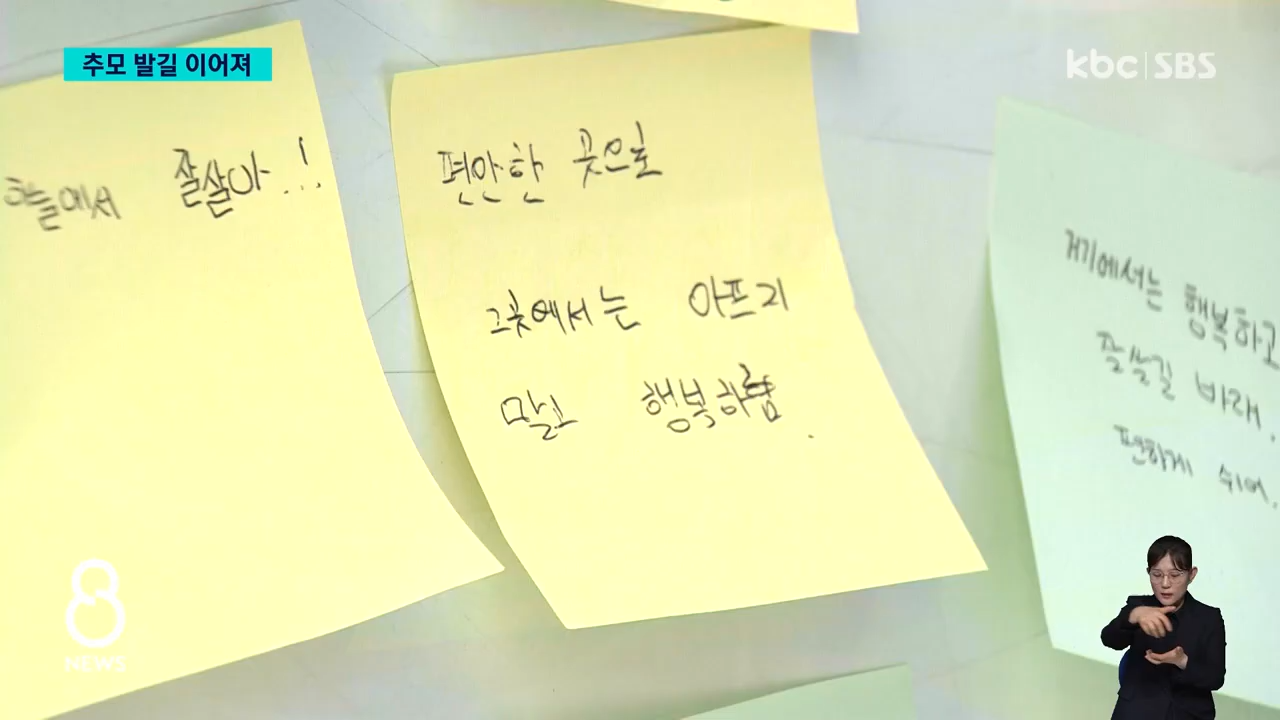 추모 발길 이어져
kbc SBS
하늘에서 잘살아..!
편안한 곳으로
그곳에서는 아프지
말고 행복하렴.
거기에서는 행복하고
잘 쉴길 바래.
편하게 쉬어.
8
NEWS